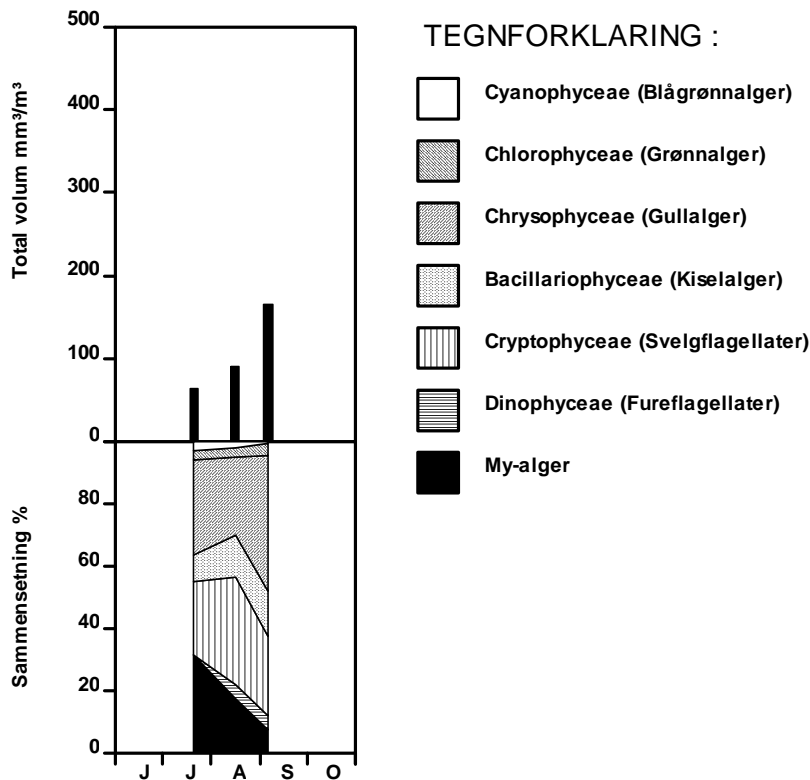 500
400
300
200
100
0
Total volum mm³/m³
80
60
40
20
0
Sammensetning %
J J A S O
TEGNFORKLARING :
Cyanophyceae (Blågrønnalger)
Chlorophyceae (Grønnalger)
Chrysophyceae (Gullalger)
Bacillariophyceae (Kiselalger)
Cryptophyceae (Svelgflagellater)
Dinophyceae (Fureflagellater)
My-alger